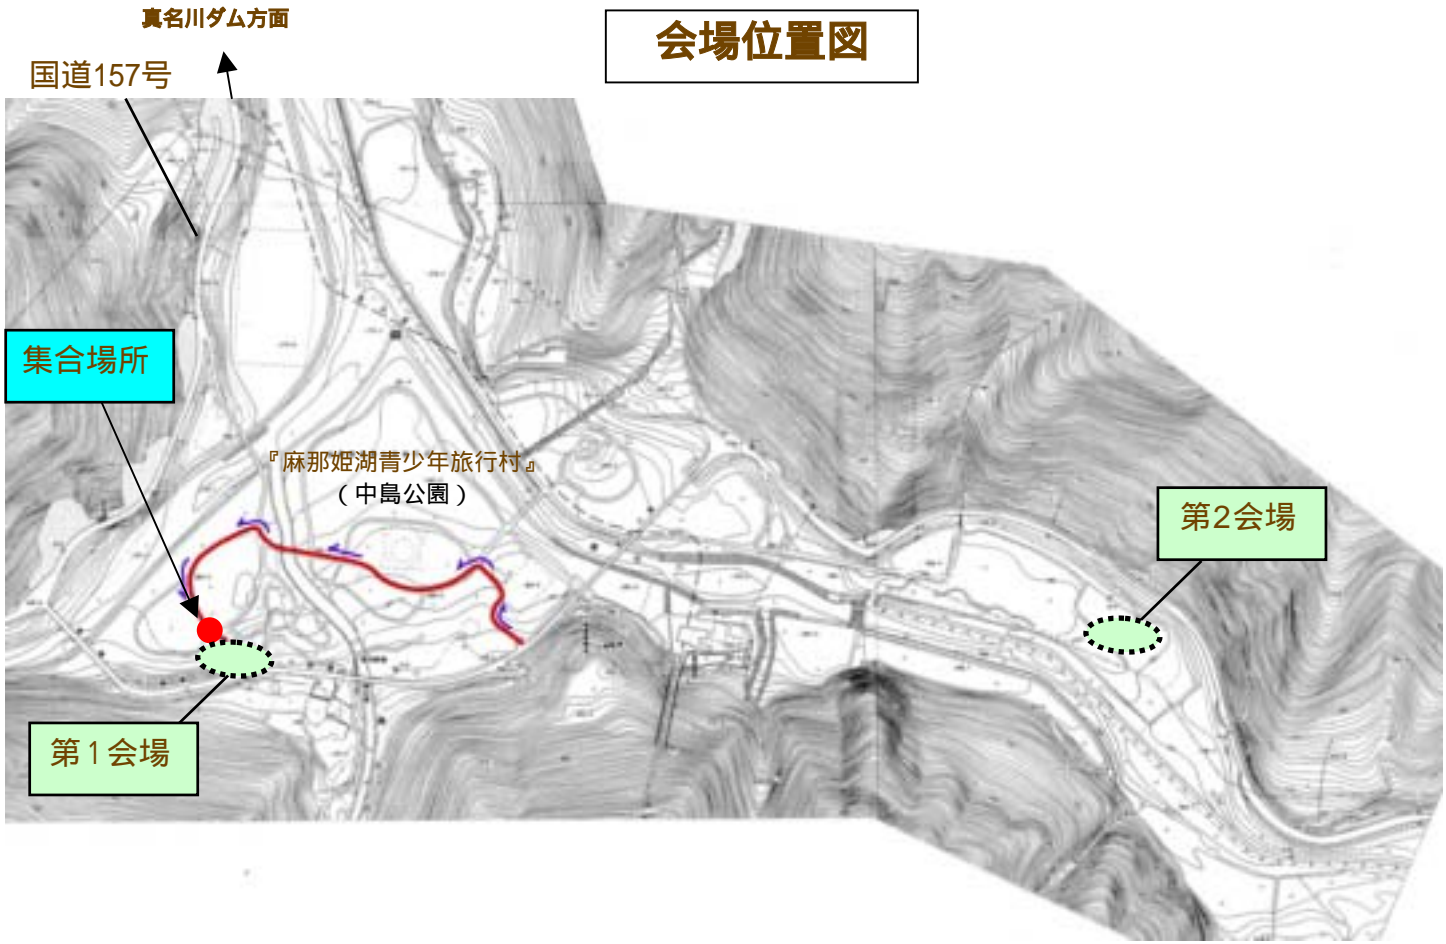 真名川ダム方面
会場位置図
国道157号
集合場所
『麻那姫湖青少年旅行村』
（中島公園）
第2会場
第1会場